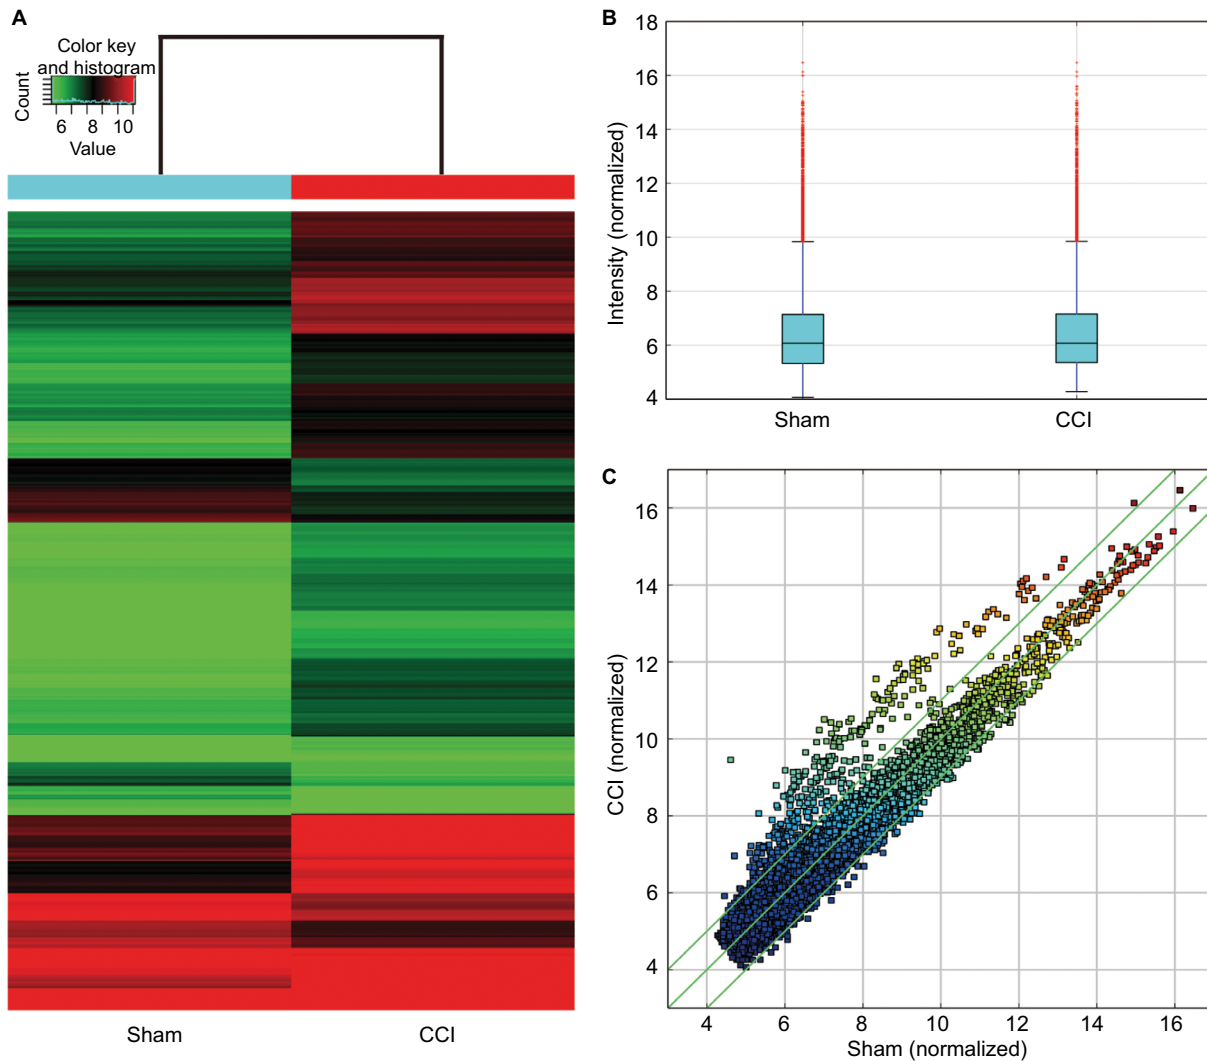 A
Color key
and histogram
Count
6 8 10
Value
Sham CCI
B
Intensity (normalized)
18
16
14
12
10
8
6
4
Sham CCI
C
CCI (normalized)
16
14
12
10
8
6
4
4 6 8 10 12 14 16
Sham (normalized)